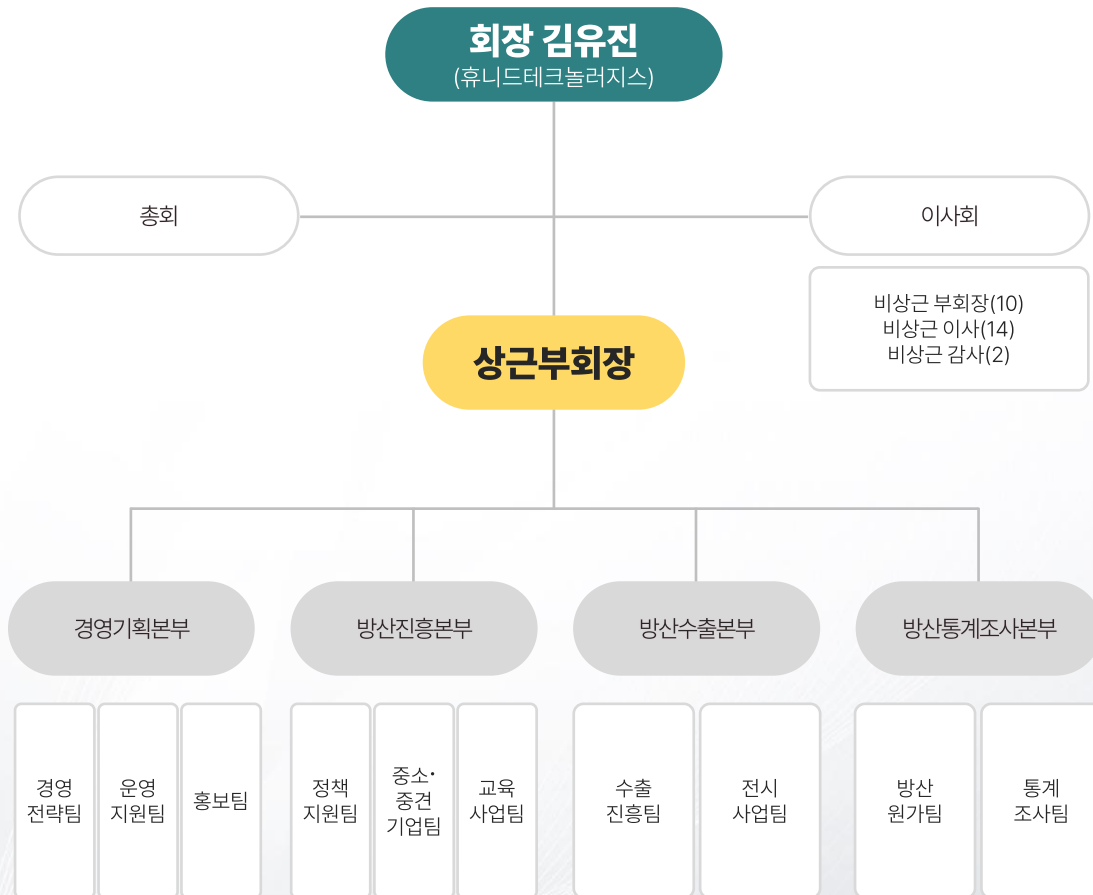 회장 김유진
(휴니드테크놀러지스)
총회
이사회
비상근 부회장(10)
비상근 이사(14)
비상근 감사(2)
상근부회장
경영기획본부
방산진흥본부
방산수출본부
방산통계조사본부
경영
전략팀
운영
지원팀
홍보팀
정책
지원팀
중소·
중견
기업팀
교육
사업팀
수출
진흥팀
전시
사업팀
방산
원가팀
통계
조사팀